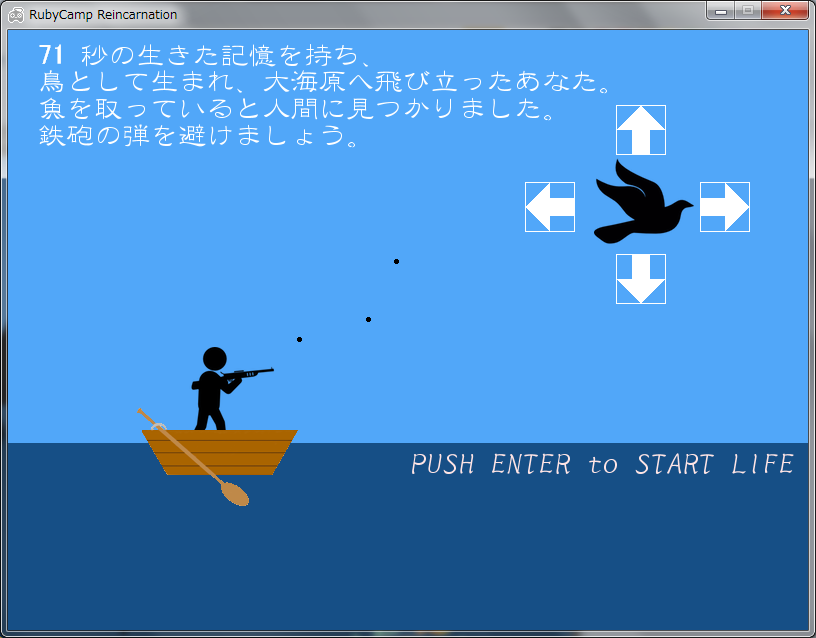 RubyCamp Reincarnation
71 秒の生きた記憶を持ち、
鳥として生まれ、大海原へ飛び立ったあなた。
魚を取っていると人間に見つかりました。
鉄砲の弾を避けましょう。
PUSH ENTER to START LIFE